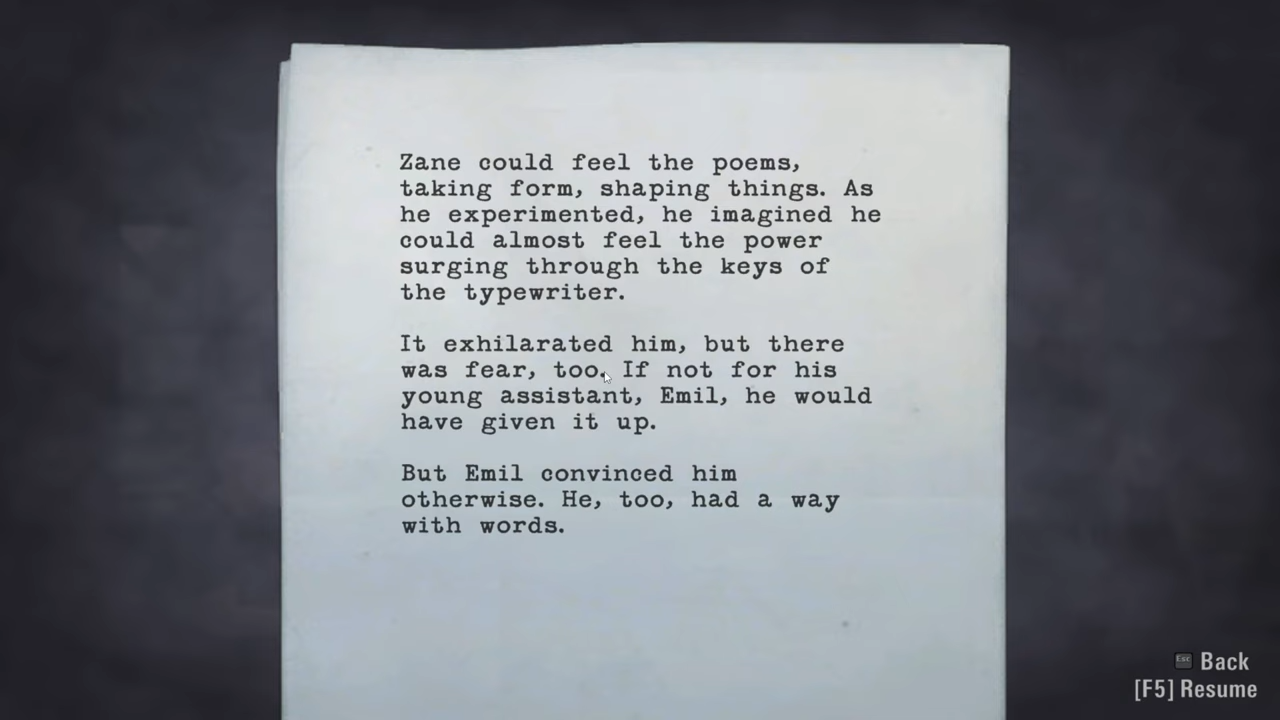 Zane could feel the poems,
taking form, shaping things. As
he experimented, he imagined he
could almost feel the power
surging through the keys of
the typewriter.
It exhilarated him, but there
was fear, too. If not for his
young assistant, Emil, he would
have given it up.
But Emil convinced him
otherwise. He, too, had a way
with words.
Esc Back
[F5] Resume